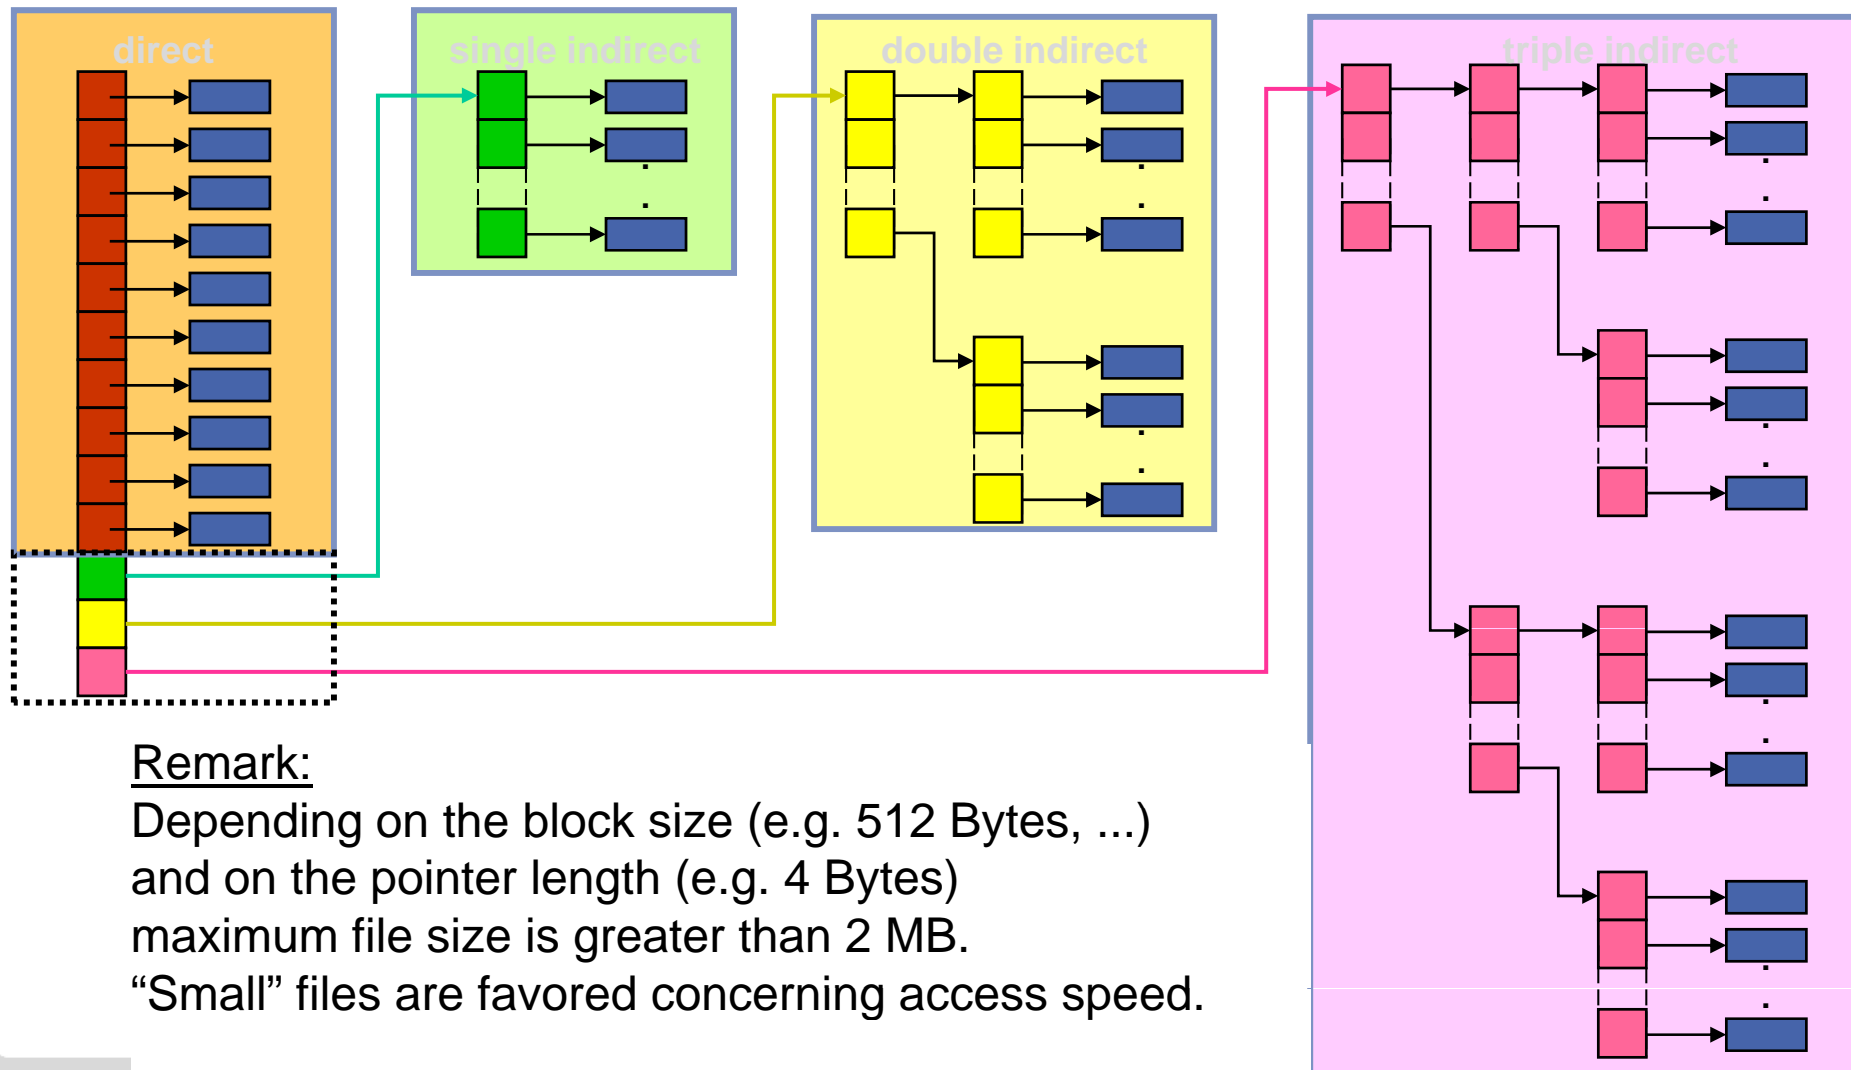 direct
single indirect
double indirect
triple indirect
Remark:
Depending on the block size (e.g. 512 Bytes, ...)
and on the pointer length (e.g. 4 Bytes)
maximum file size is greater than 2 MB.
“Small” files are favored concerning access speed.